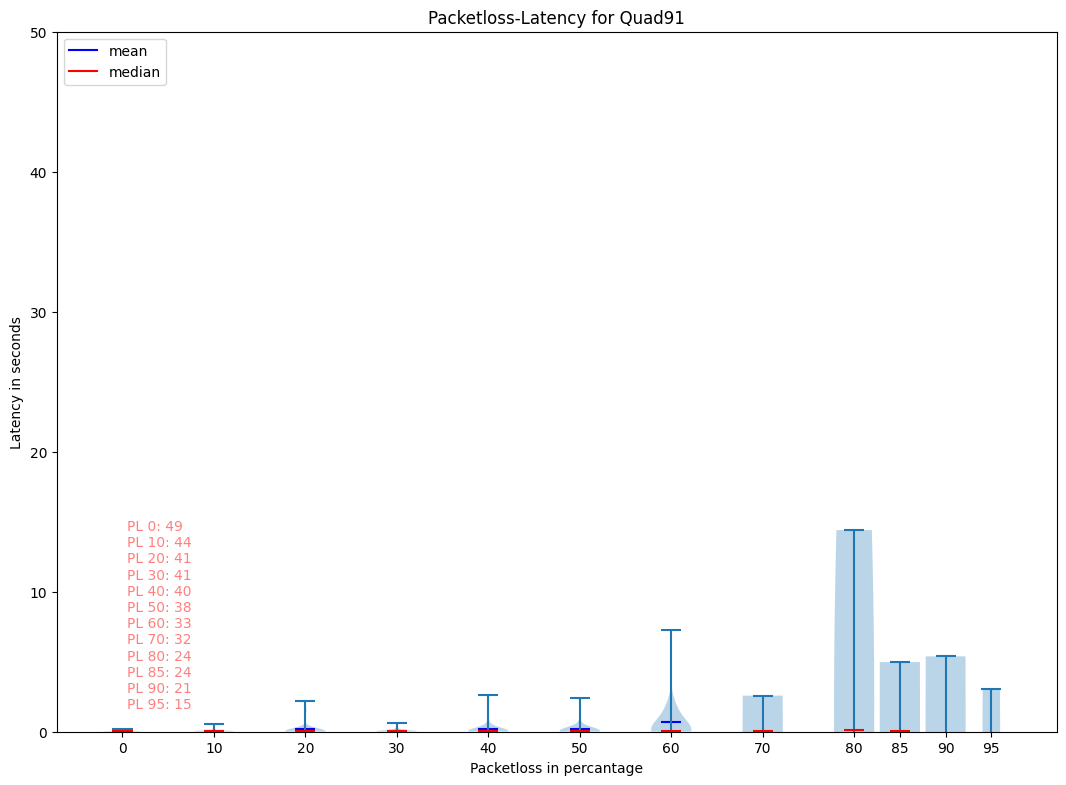 Packetloss-Latency for Quad91
mean
median
50
40
30
20
10
0
Latency in seconds
PL 0: 49
PL 10: 44
PL 20: 41
PL 30: 41
PL 40: 40
PL 50: 38
PL 60: 33
PL 70: 32
PL 80: 24
PL 85: 24
PL 90: 21
PL 95: 15
0 10 20 30 40 50 60 70 80 85 90 95
Packetloss in percantage